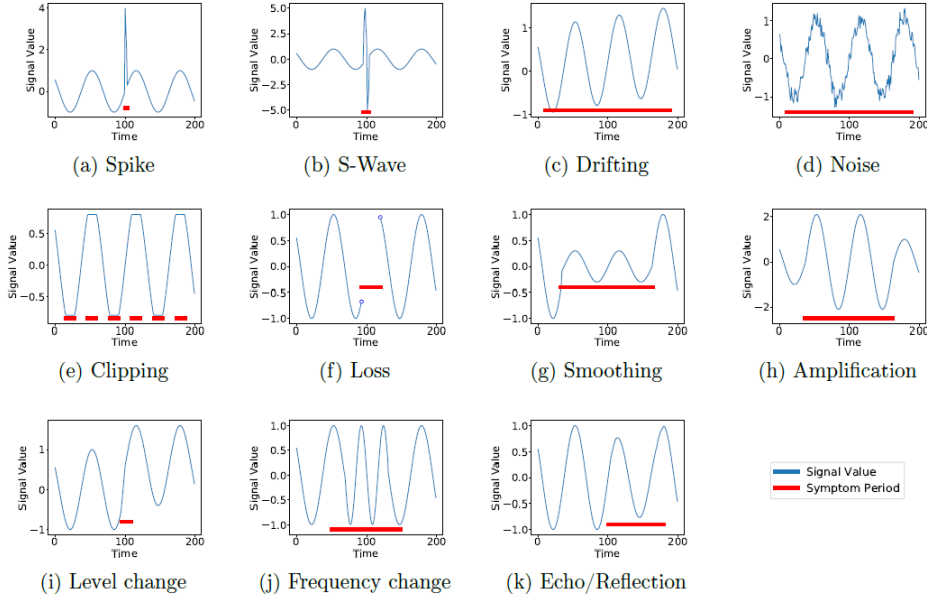 Signal Value
4
2
0
0
100
200
Time
(a) Spike
Signal Value
5.0
2.5
0.0
−2.5
−5.0
0
100
200
Time
(b) S-Wave
Signal Value
1
0
−1
0
100
200
Time
(c) Drifting
Signal Value
1
0
−1
0
100
200
Time
(d) Noise
Signal Value
0.5
0.0
−0.5
0
100
200
Time
(e) Clipping
Signal Value
1.0
0.5
0.0
−0.5
−1.0
0
100
200
Time
(f) Loss
Signal Value
1.0
0.5
0.0
−0.5
−1.0
0
100
200
Time
(g) Smoothing
Signal Value
2
0
−2
0
100
200
Time
(h) Amplification
Signal Value
1
0
−1
0
100
200
Time
(i) Level change
Signal Value
1.0
0.5
0.0
−0.5
−1.0
0
100
200
Time
(j) Frequency change
Signal Value
1.0
0.5
0.0
−0.5
−1.0
0
100
200
Time
(k) Echo/Reflection
Signal Value
Symptom Period